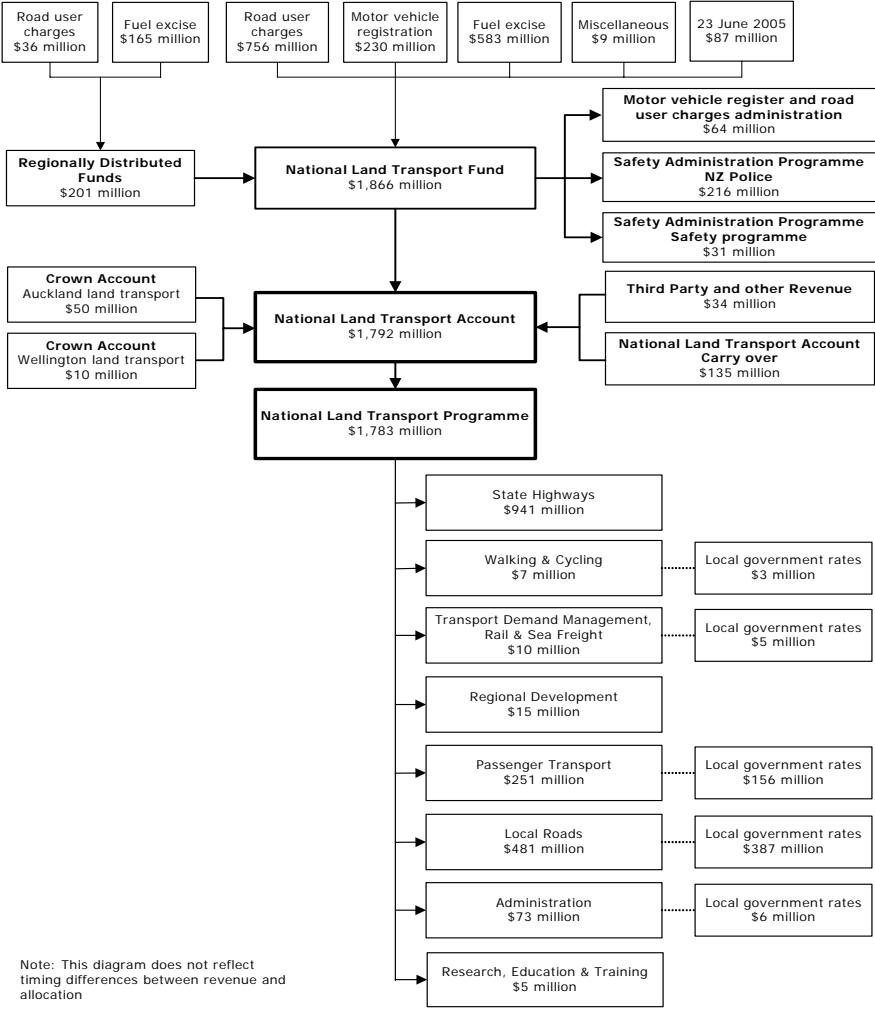 Road user
charges
$36 million
Fuel excise
$165 million
Road user
charges
$756 million
Motor vehicle
registration
$230 million
Fuel excise
$583 million
Miscellaneous
$9 million
23 June 2005
$87 million
Motor vehicle register and road
user charges administration
$64 million
Regionally Distributed
Funds
$201 million
National Land Transport Fund
$1,866 million
Safety Administration Programme
NZ Police
$216 million
Safety Administration Programme
Safety programme
$31 million
Crown Account
Auckland land transport
$50 million
Crown Account
Wellington land transport
$10 million
National Land Transport Account
$1,792 million
Third Party and other Revenue
$34 million
National Land Transport Account
Carry over
$135 million
National Land Transport Programme
$1,783 million
State Highways
$941 million
Walking & Cycling
$7 million
Local government rates
$3 million
Transport Demand Management,
Rail & Sea Freight
$10 million
Local government rates
$5 million
Regional Development
$15 million
Passenger Transport
$251 million
Local government rates
$156 million
Local Roads
$481 million
Local government rates
$387 million
Administration
$73 million
Local government rates
$6 million
Research, Education & Training
$5 million
Note: This diagram does not reflect
timing differences between revenue and
allocation